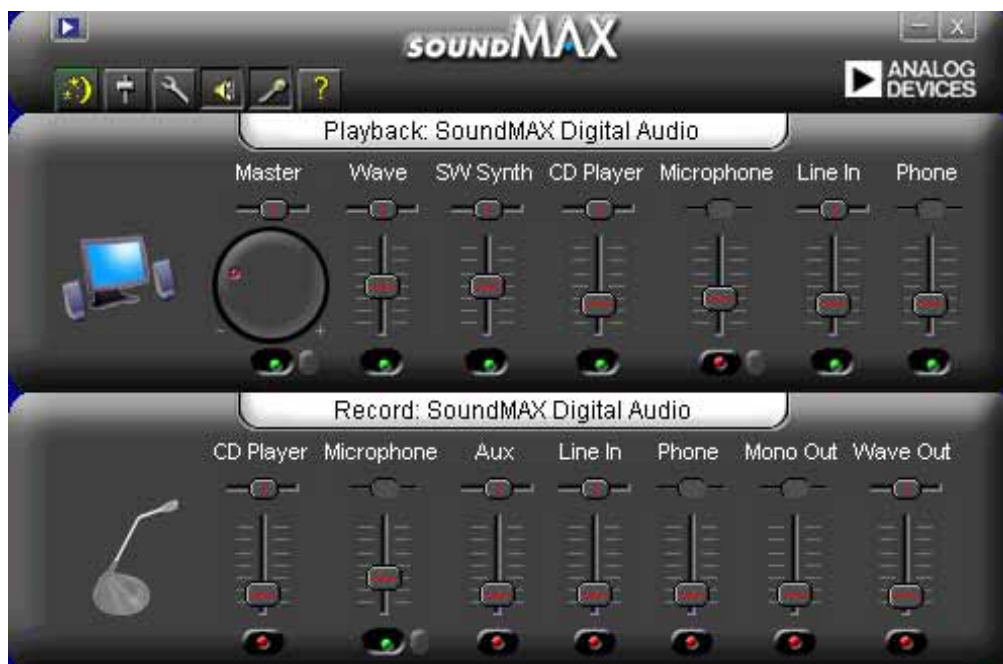 SOUNDMAX
ANALOG
DEVICES
?
Playback: SoundMAX Digital Audio
Master Wave SW Synth CD Player Microphone Line In Phone
- +
Record: SoundMAX Digital Audio
CD Player Microphone Aux Line In Phone Mono Out Wave Out